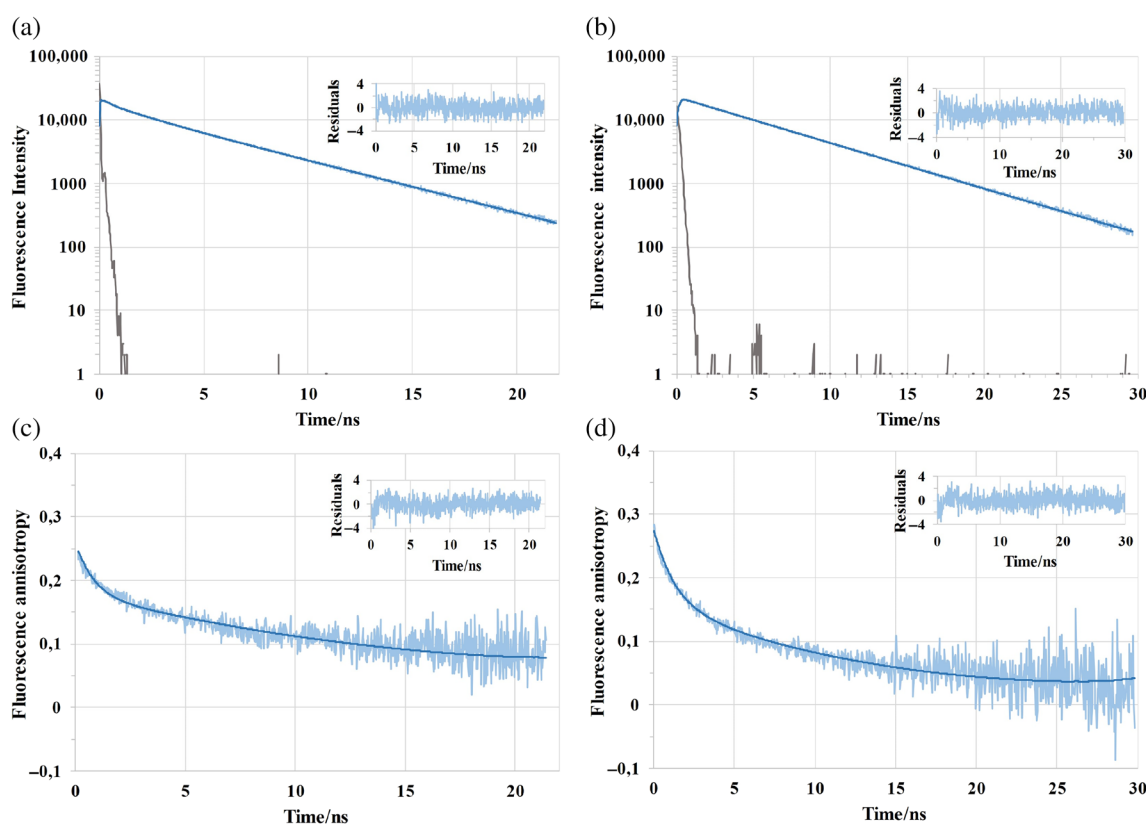 (a)
100,000
10,000
1000
100
10
1
Fluorescence Intensity
0
5
10
15
20
Time/ns
4
0
−4
Residuals
0 5 10 15 20
Time/ns
(b)
100,000
10,000
1000
100
10
1
Fluorescence intensity
0
5
10
15
20
25
30
Time/ns
4
0
−4
Residuals
0 10 20 30
Time/ns
(c)
0,4
0,3
0,2
0,1
0
−0,1
Fluorescence annisotropy
0
5
10
15
20
Time/ns
4
0
−4
Residuals
0 5 10 15 20
Time/ns
(d)
0,4
0,3
0,2
0,1
0
−0,1
Fluorescence annisotropy
0
5
10
15
20
25
30
Time/ns
4
0
−4
Residuals
0 10 20 30
Time/ns